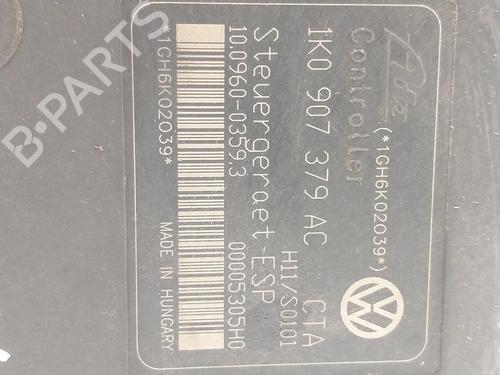 Ate
(*1GH6K02039*)
Controller
1K0 907 379 AC
CTA
H11/S0101
Steuergeraet-ESP
10.0960-0359.3
00005305H0
*1GH6K02039*
MADE IN HUNGARY
B-PARTS